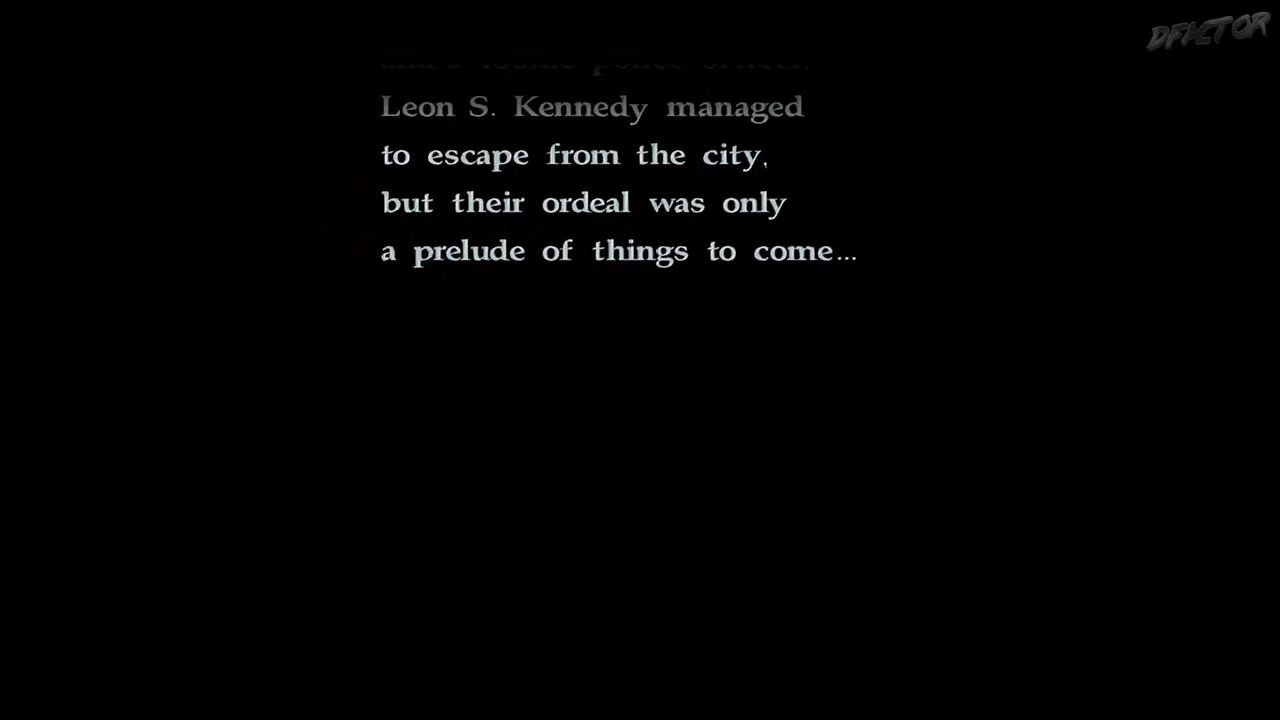 DFACTOR
Leon S. Kennedy managed
to escape from the city,
but their ordeal was only
a prelude of things to come...